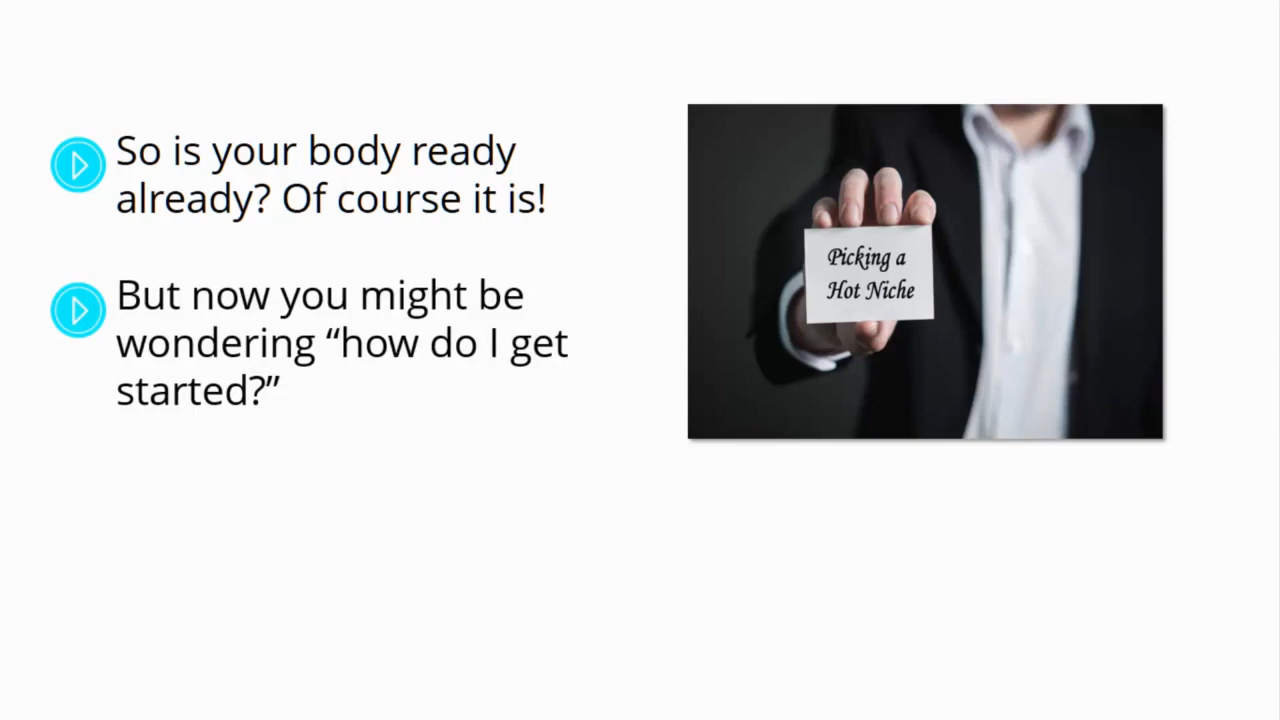 So is your body ready
already? Of course it is!
But now you might be
wondering “how do I get
started?”
Picking a
Hot Niche